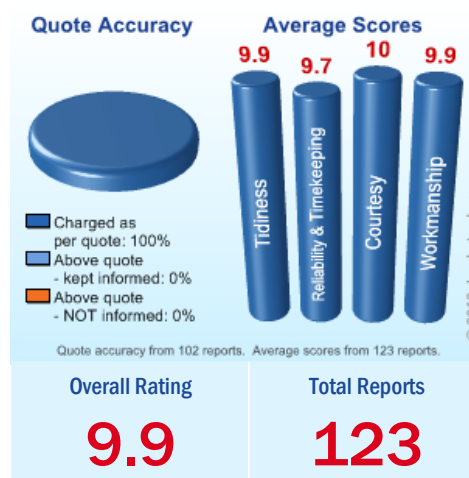 Quote Accuracy
Average Scores
9.9
9.7
10
9.9
Tidiness
Reliability & Timekeeping
Courtesy
Workmanship
Charged as
per quote: 100%
Above quote
- kept informed: 0%
Above quote
- NOT informed: 0%
Quote accuracy from 102 reports. Average scores from 123 reports.
Overall Rating
Total Reports
9.9
123